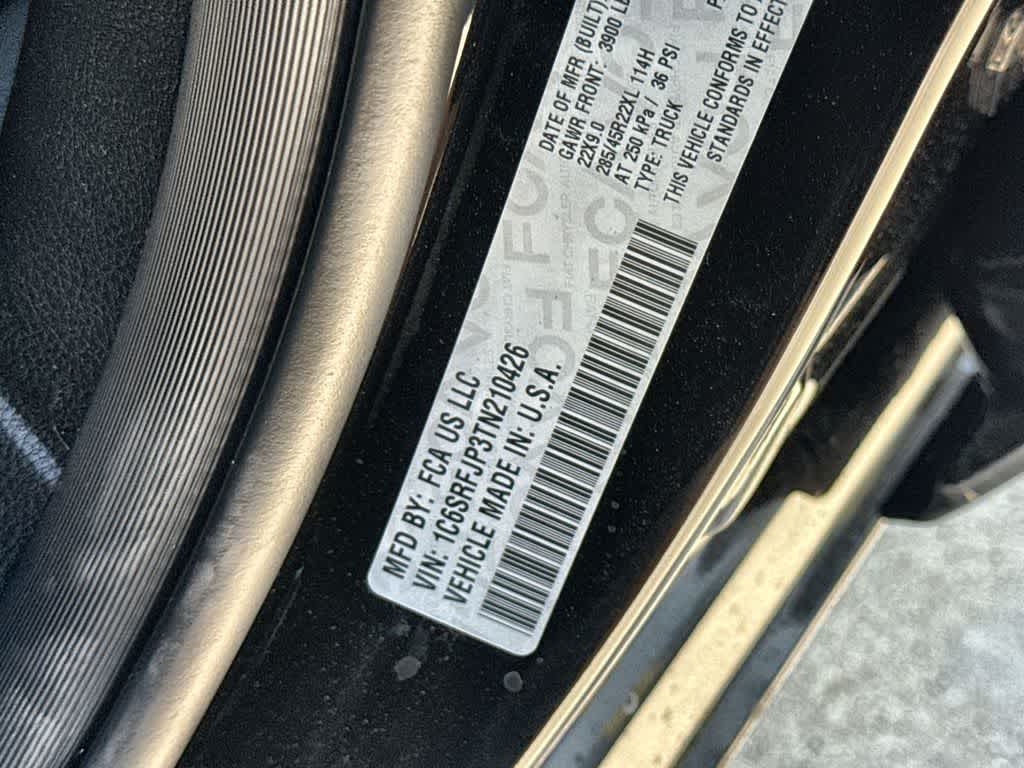 MFD BY: FCA US LLC
VIN: 1C6SRFJP3TN210426
VEHICLE MADE IN: U.S.A.
DATE OF MFR (BUILT)
GAWR FRONT: 3900 LB
22X9.0
285/45R22XL 114H
AT 250 kPa / 36 PSI
TYPE: TRUCK
THIS VEHICLE CONFORMS TO
STANDARDS IN EFFECT